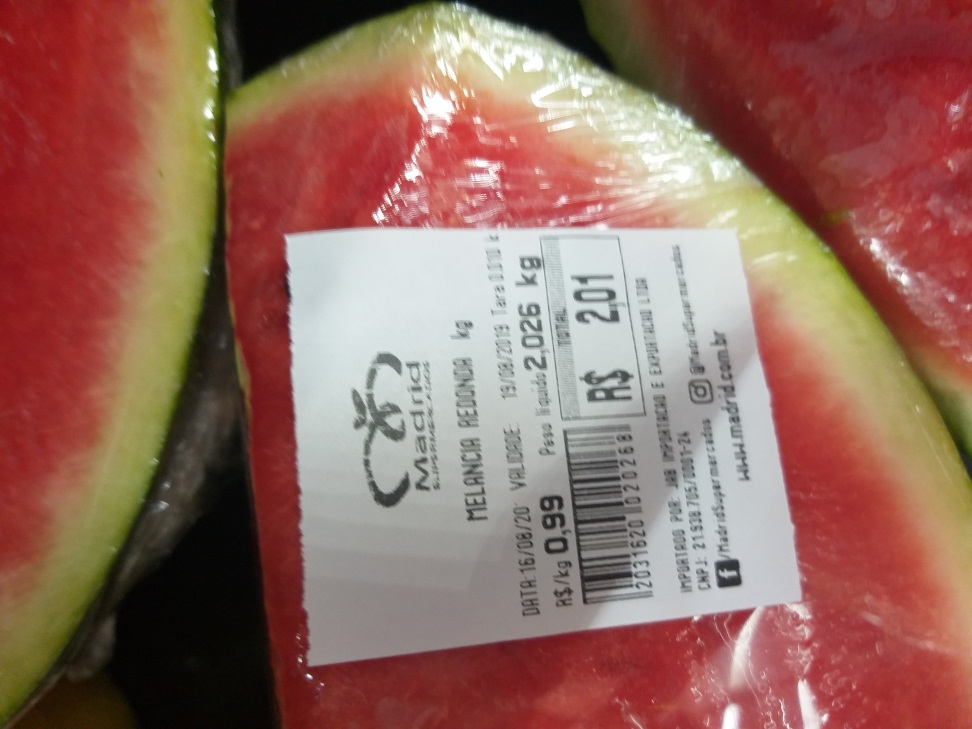 Madrid
SUPERMERCADOS
MELANCIA REDONDA kg
DATA:16/08/20 VALIDADE: 19/08/2019 Tara 0.010 k
R$/kg 0,99 Peso líquido 2,026 kg
TOTAL
R$ 2,01
2031620 020268
IMPORTADO POR: JAB IMPORTACAO E EXPORTACAO LTDA
CNPJ: 21.938.705/0001-24
/MadridSupermercados @MadridSupermercados
www.madrid.com.br